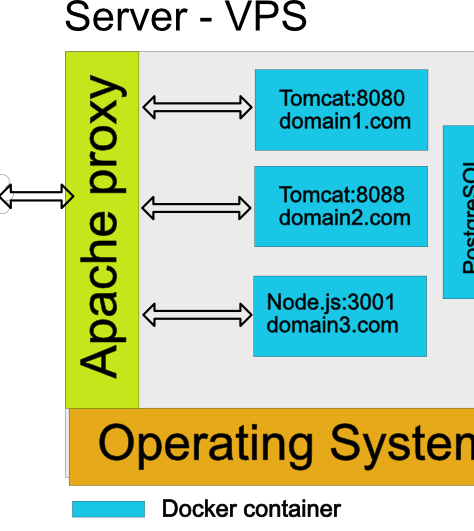 Server - VPS
Apache proxy
Tomcat:8080
domain1.com
Tomcat:8088
domain2.com
Node.js:3001
domain3.com
PostgreSQL
Operating System
Docker container